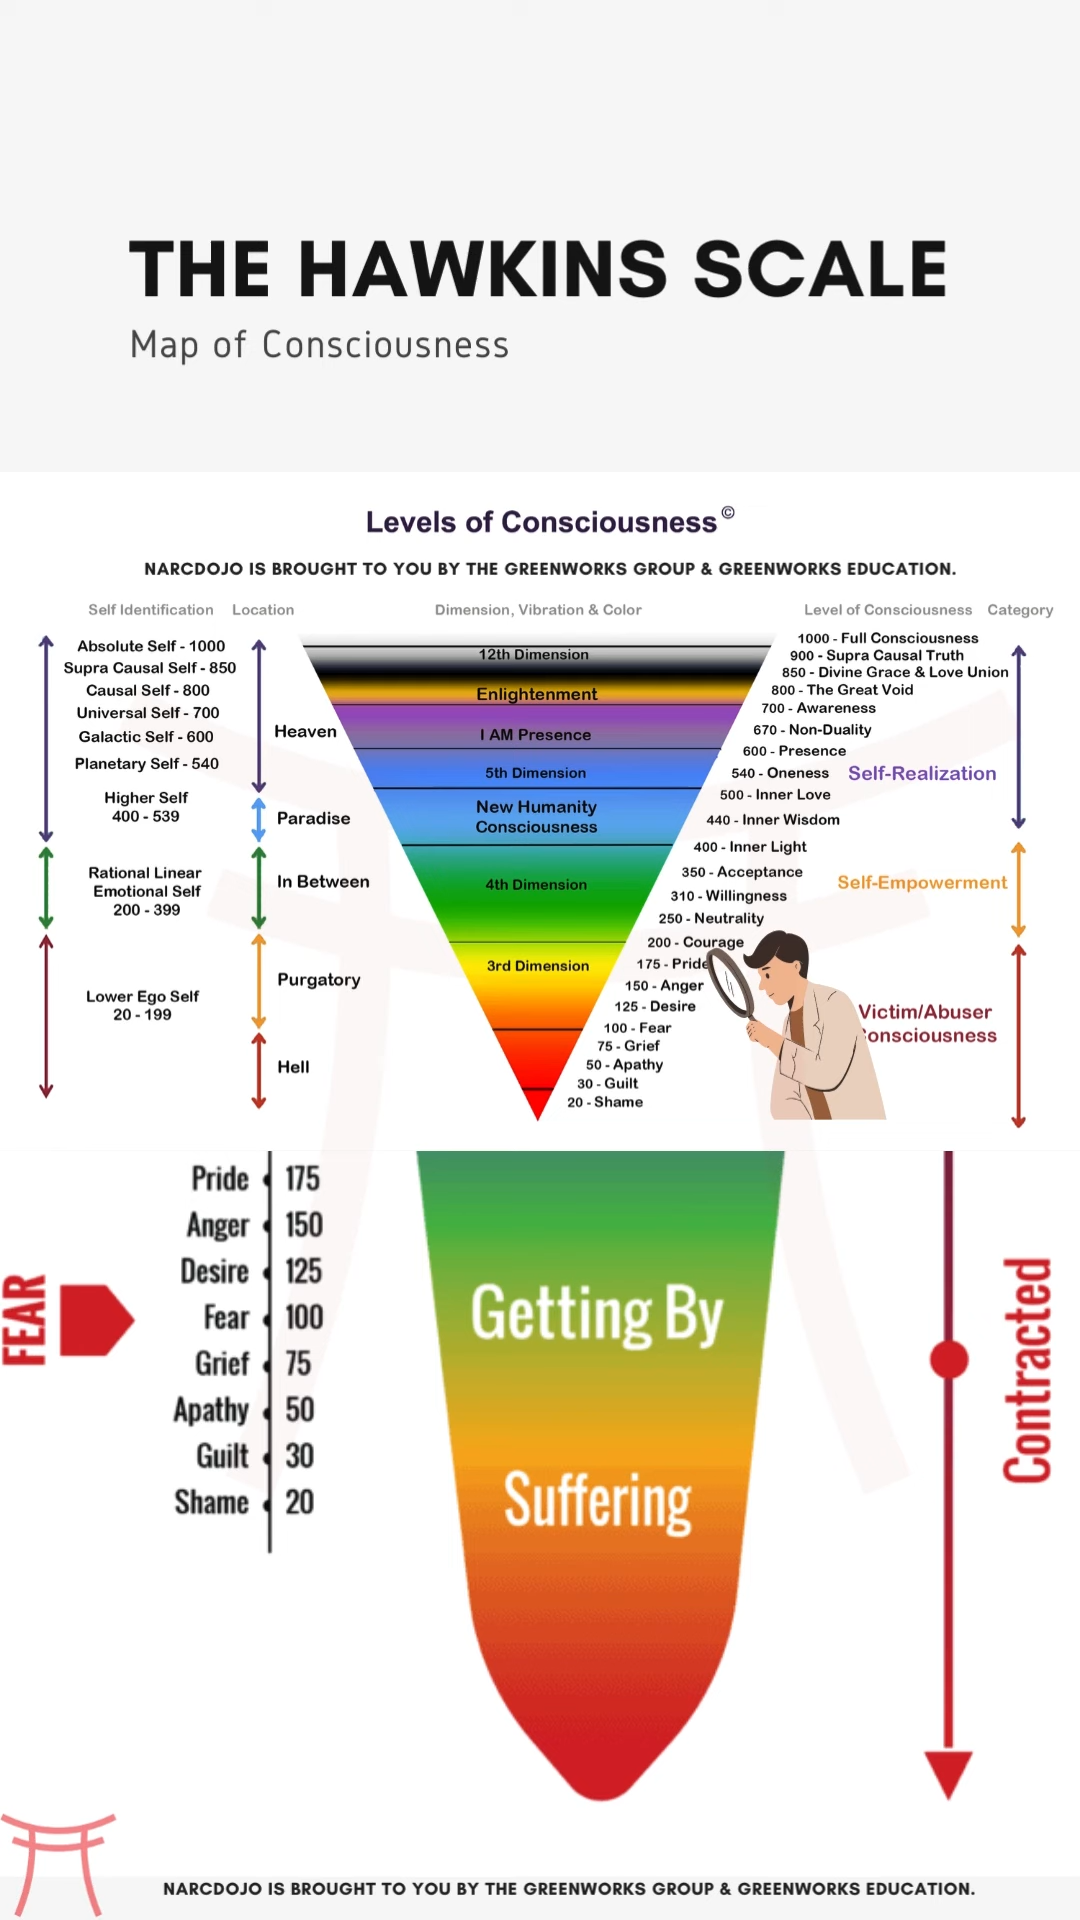 THE HAWKINS SCALE
Map of Consciousness
Levels of Consciousness©
NARCDOJO IS BROUGHT TO YOU BY THE GREENWORKS GROUP & GREENWORKS EDUCATION.
Self Identification
Location
Dimension, Vibration & Color
Level of Consciousness
Category
Absolute Self - 1000
Supra Causal Self - 850
Causal Self - 800
Universal Self - 700
Galactic Self - 600
Planetary Self - 540
Higher Self
400 - 539
Rational Linear
Emotional Self
200 - 399
Lower Ego Self
20 - 199
Heaven
Paradise
In Between
Purgatory
Hell
12th Dimension
Enlightenment
I AM Presence
5th Dimension
New Humanity
Consciousness
4th Dimension
3rd Dimension
1000 - Full Consciousness
900 - Supra Causal Truth
850 - Divine Grace & Love Union
800 - The Great Void
700 - Awareness
670 - Non-Duality
600 - Presence
540 - Oneness
500 - Inner Love
440 - Inner Wisdom
400 - Inner Light
350 - Acceptance
310 - Willingness
250 - Neutrality
200 - Courage
175 - Pride
150 - Anger
125 - Desire
100 - Fear
75 - Grief
50 - Apathy
30 - Guilt
20 - Shame
Self-Realization
Self-Empowerment
Victim/Abuser
onsciousness
FEAR
Pride 175
Anger 150
Desire 125
Fear 100
Grief 75
Apathy 50
Guilt 30
Shame 20
Getting By
Suffering
Contracted
NARCDOJO IS BROUGHT TO YOU BY THE GREENWORKS GROUP & GREENWORKS EDUCATION.